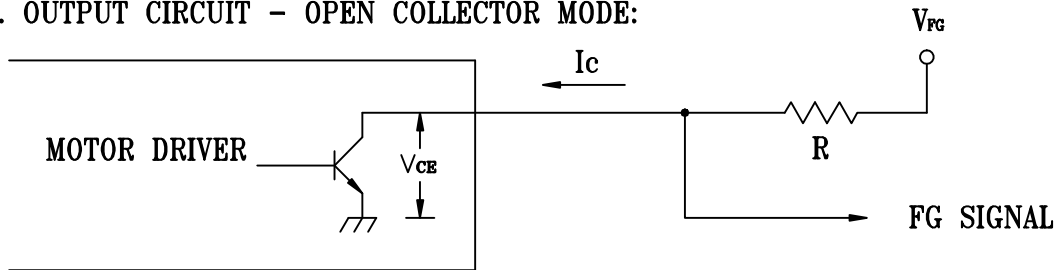 . OUTPUT CIRCUIT - OPEN COLLECTOR MODE:
VFG
Ic
MOTOR DRIVER
VCE
R
FG SIGNAL